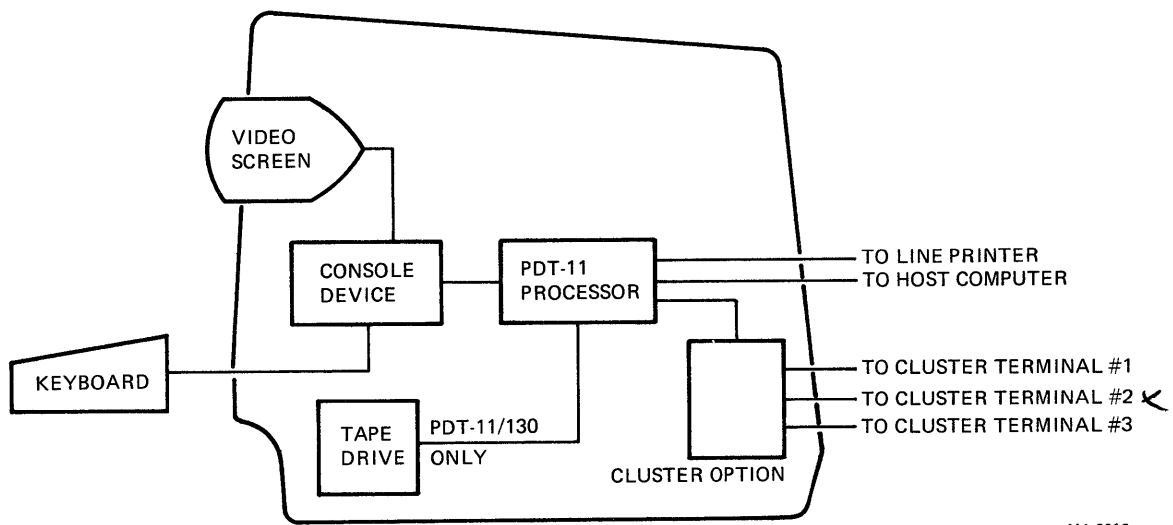 VIDEO
SCREEN
CONSOLE
DEVICE
PDT-11
PROCESSOR
TO LINE PRINTER
TO HOST COMPUTER
KEYBOARD
TAPE
DRIVE
PDT-11/130
ONLY
TO CLUSTER TERMINAL #1
TO CLUSTER TERMINAL #2
TO CLUSTER TERMINAL #3
CLUSTER OPTION